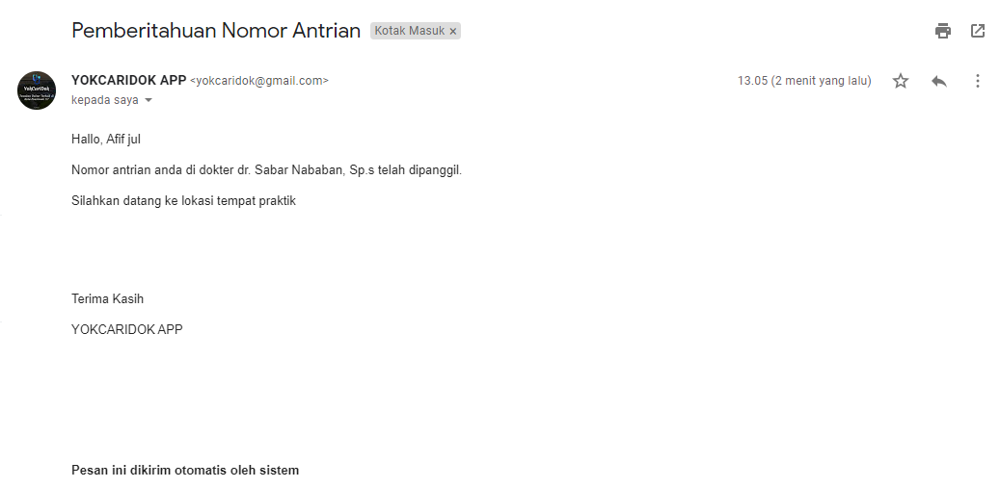 Pemberitahuan Nomor Antrian Kotak Masuk ×
YOKCARIDOK APP <yokcaridok@gmail.com> 13.05 (2 menit yang lalu)
kepada saya
YokCariDok
Hallo, Afif jul
Nomor antrian anda di dokter dr. Sabar Nababan, Sp.s telah dipanggil.
Silahkan datang ke lokasi tempat praktik
Terima Kasih
YOKCARIDOK APP
Pesan ini dikirim otomatis oleh sistem